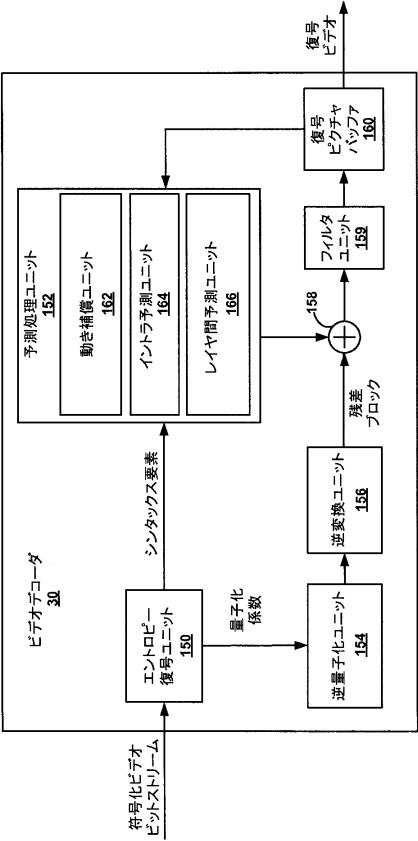 ビデオデコーダ
30
符号化ビデオ
ビットストリーム
エントロピー
復号ユニット
150
シンタックス要素
量子化
係数
予測処理ユニット
152
動き補償ユニット
162
イントラ予測ユニット
164
レイヤ間予測ユニット
166
逆量子化ユニット
154
逆変換ユニット
156
残差
ブロック
158
フィルタ
ユニット
159
復号
ピクチャ
バッファ
160
復号
ビデオ